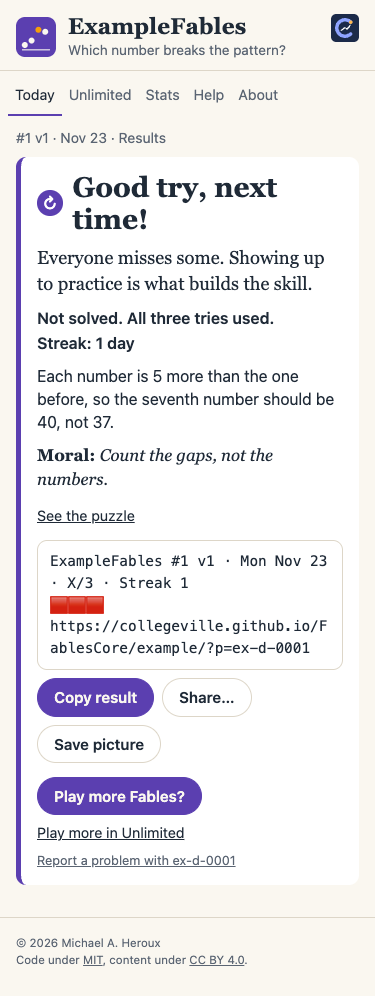 ExampleFables
Which number breaks the pattern?
Today Unlimited Stats Help About
#1 v1 · Nov 23 · Results
Good try, next
time!
Everyone misses some. Showing up
to practice is what builds the skill.
Not solved. All three tries used.
Streak: 1 day
Each number is 5 more than the one
before, so the seventh number should be
40, not 37.
Moral: Count the gaps, not the
numbers.
See the puzzle
ExampleFables #1 v1 · Mon Nov 23
· X/3 · Streak 1
🟥🟥🟥
https://collegeville.github.io/F
ablesCore/example/?p=ex-d-0001
Copy result Share...
Save picture
Play more Fables?
Play more in Unlimited
Report a problem with ex-d-0001
© 2026 Michael A. Heroux
Code under MIT, content under CC BY 4.0.